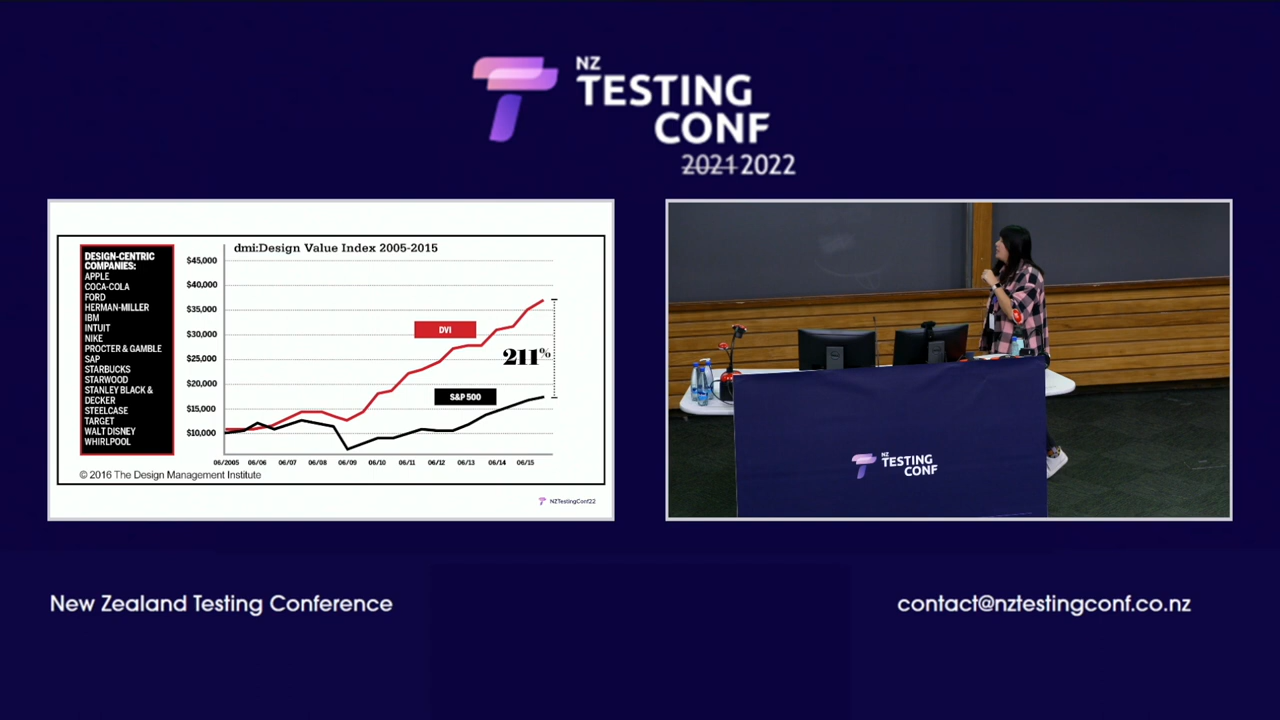 NZ
TESTING
CONF
2021 2022
dmi:Design Value Index 2005-2015
DESIGN-CENTRIC
COMPANIES:
APPLE
COCA-COLA
FORD
HERMAN-MILLER
IBM
INTUIT
NIKE
PROCTER & GAMBLE
SAP
STARBUCKS
STARWOOD
STANLEY BLACK &
DECKER
STEELCASE
TARGET
WALT DISNEY
WHIRLPOOL
$45,000
$40,000
$35,000
$30,000
$25,000
$20,000
$15,000
$10,000
DVI
211%
S&P 500
06/2005 06/06 06/07 06/08 06/09 06/10 06/11 06/12 06/13 06/14 06/15
© 2016 The Design Management Institute
NZTestingConf22
NZ
TESTING
CONF
New Zealand Testing Conference
contact@nztestingconf.co.nz